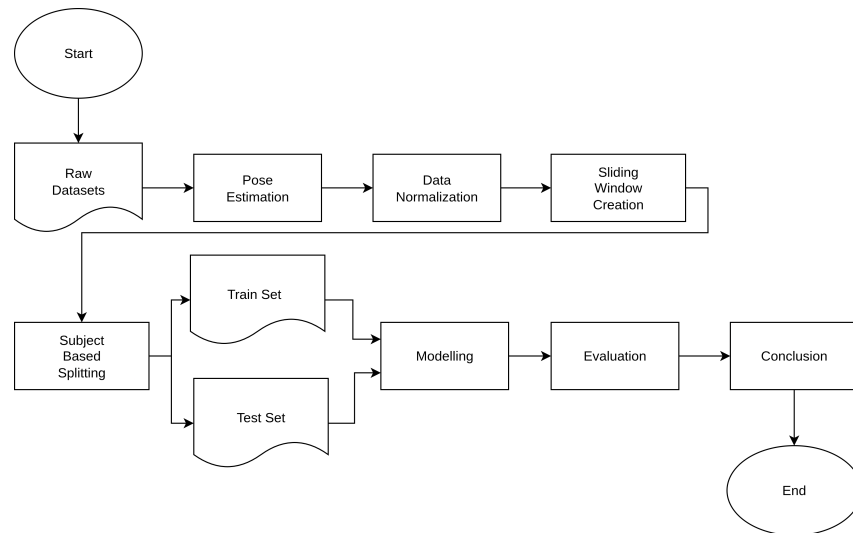 Start
Raw
Datasets
Pose
Estimation
Data
Normalization
Sliding
Window
Creation
Subject
Based
Splitting
Train Set
Test Set
Modelling
Evaluation
Conclusion
End